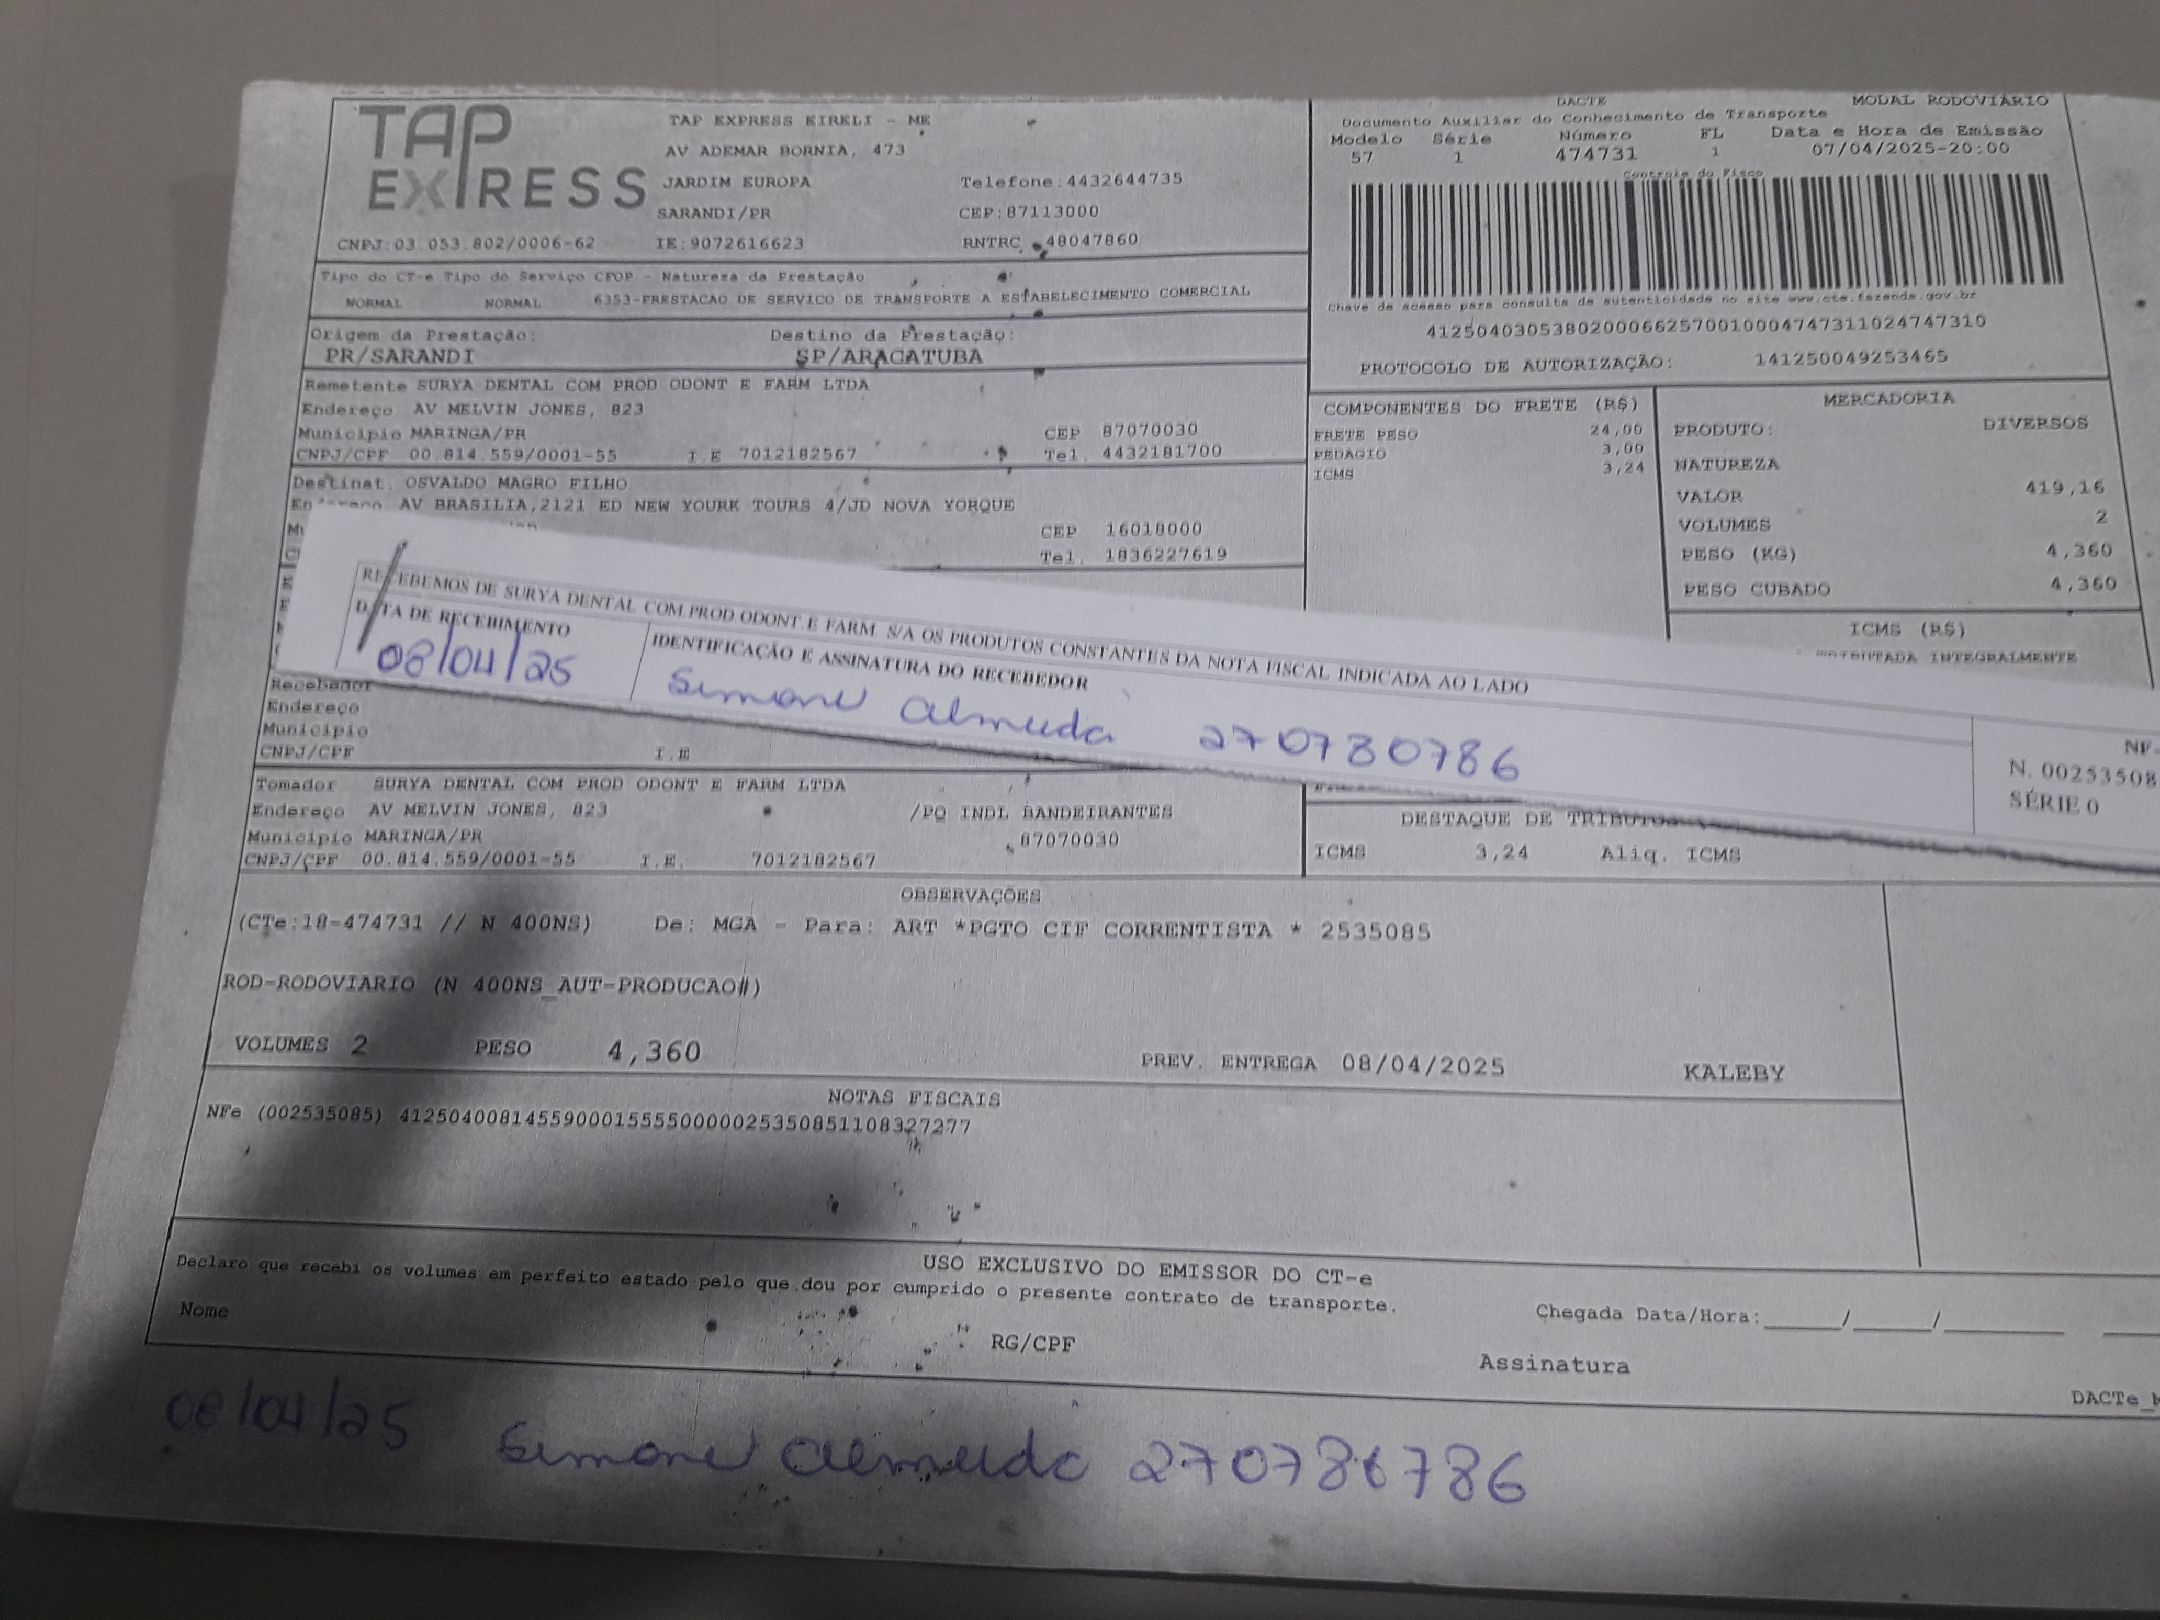 TAP EXPRESS
TAP EXPRESS EIRELI - ME
AV ADEMAR BORNIA, 473
JARDIM EUROPA Telefone:4432644735
SARANDI/PR CEP:87113000
CNPJ:03.053.802/0006-62 IE:9072616623 RNTRC 48047860
DACTE MODAL RODOVIÁRIO
Documento Auxiliar do Conhecimento de Transporte
Modelo Série Número FL Data e Hora de Emissão
57 1 474731 1 07/04/2025-20:00
Controle do Fisco
Chave de acesso para consulta de autenticidade no site www.cte.fazenda.gov.br
41250403053802000662570010004747311024747310
PROTOCOLO DE AUTORIZAÇÃO: 141250049253465
Tipo do CT-e Tipo do Serviço CFOP - Natureza da Prestação
NORMAL NORMAL 6353-PRESTACAO DE SERVICO DE TRANSPORTE A ESTABELECIMENTO COMERCIAL
Origem da Prestação: Destino da Prestação:
PR/SARANDI SP/ARACATUBA
Remetente SURYA DENTAL COM PROD ODONT E FARM LTDA
Endereço AV MELVIN JONES, 823
Municipio MARINGA/PR CEP 87070030
CNPJ/CPF 00.814.559/0001-55 I.E 7012182567 Tel. 4432181700
Destinat. OSVALDO MAGRO FILHO
AV BRASILIA,2121 ED NEW YOURK TOURS 4/JD NOVA YORQUE
CEP 16018000
Tel. 1836227619
COMPONENTES DO FRETE (R$)
FRETE PESO 24,00
PEDAGIO 3,00
ICMS 3,24
MERCADORIA
PRODUTO: DIVERSOS
NATUREZA
VALOR 419,16
VOLUMES 2
PESO (KG) 4,360
PESO CUBADO 4,360
ICMS (R$)
INTEGRALMENTE
RECEBEMOS DE SURYA DENTAL COM.PROD.ODONT E FARM. S/A OS PRODUTOS CONSTANTES DA NOTA FISCAL INDICADA AO LADO
DATA DE RECEBIMENTO IDENTIFICAÇÃO E ASSINATURA DO RECEBEDOR
08/04/25 Simone Almeida 270780786
NF-
N. 00253508
SÉRIE 0
Recebedor
Endereço
Municipio
CNPJ/CPF I.E
Tomador SURYA DENTAL COM PROD ODONT E FARM LTDA
Endereço AV MELVIN JONES, 823 /PQ INDL BANDEIRANTES
Municipio MARINGA/PR 87070030
CNPJ/CPF 00.814.559/0001-55 I.E. 7012182567
DESTAQUE DE TRIBUTOS
ICMS 3,24 Aliq. ICMS
OBSERVAÇÕES
(CTe:18-474731 // N 400NS) De: MGA - Para: ART *PGTO CIF CORRENTISTA * 2535085
ROD-RODOVIARIO (N 400NS_AUT-PRODUCAO#)
VOLUMES 2 PESO 4,360 PREV. ENTREGA 08/04/2025 KALEBY
NOTAS FISCAIS
NFe (002535085) 41250400814559000155550000025350851108327277
USO EXCLUSIVO DO EMISSOR DO CT-e
Declaro que recebi os volumes em perfeito estado pelo que dou por cumprido o presente contrato de transporte.
Nome RG/CPF Assinatura Chegada Data/Hora:_____/_____/_______
DACTe_M
08/04/25 Simone Almeida 270786786